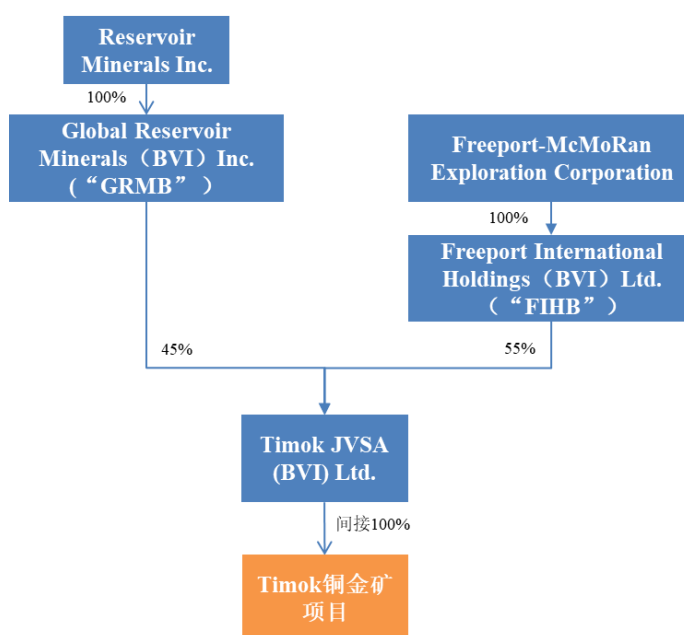 Reservoir
Minerals Inc.
100%
Global Reservoir
Minerals（BVI）Inc.
(“GRMB”）
Freeport-McMoRan
Exploration Corporation
100%
Freeport International
Holdings（BVI）Ltd.
（“FIHB”）
45%
55%
Timok JVSA
(BVI) Ltd.
间接100%
Timok铜金矿
项目